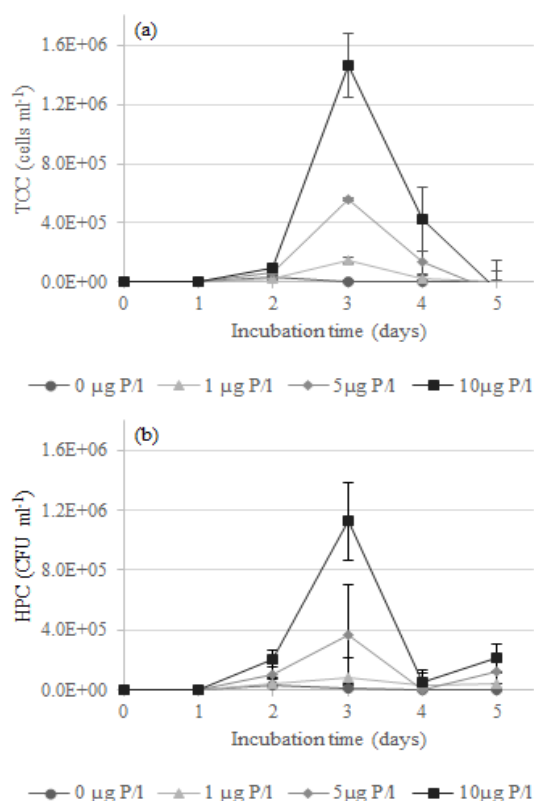 (a)
1.6E+06
1.2E+06
8.0E+05
4.0E+05
0.0E+00
TCC (cells ml-1)
0 1 2 3 4 5
Incubation time (days)
0 µg P/l 1 µg P/l 5µg P/l 10µg P/l
(b)
1.6E+06
1.2E+06
8.0E+05
4.0E+05
0.0E+00
HPC (CFU ml-1)
0 1 2 3 4 5
Incubation time (days)
0 µg P/l 1 µg P/l 5µg P/l 10µg P/l